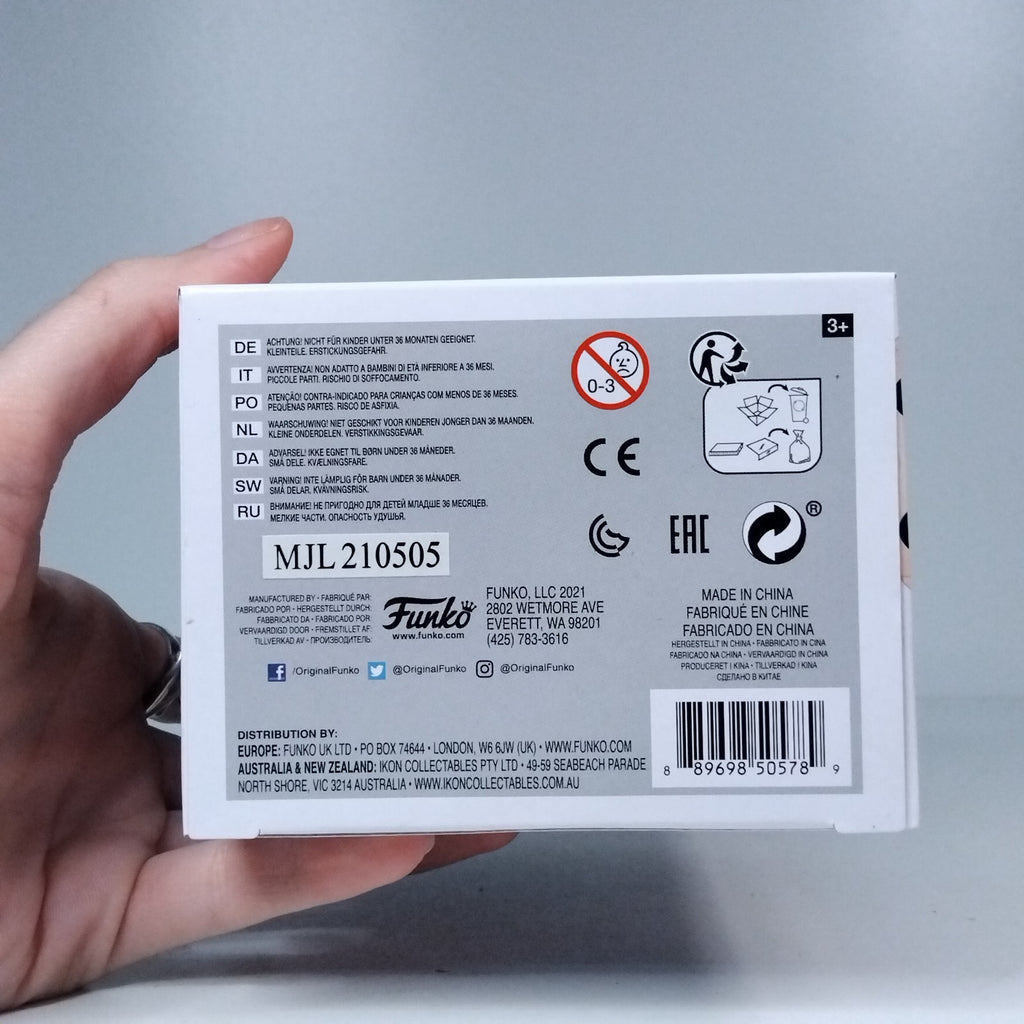 3+
DE ACHTUNG! NICHT FÜR KINDER UNTER 36 MONATEN GEEIGNET.
KLEINTEILE. ERSTICKUNGSGEFAHR.
IT AVVERTENZA! NON ADATTO A BAMBINI DI ETÀ INFERIORE A 36 MESI.
PICCOLE PARTI. RISCHIO DI SOFFOCAMENTO.
PO ATENÇÃO! CONTRA-INDICADO PARA CRIANÇAS COM MENOS DE 36 MESES.
PEQUENAS PARTES. RISCO DE ASFIXIA.
NL WAARSCHUWING! NIET GESCHIKT VOOR KINDEREN JONGER DAN 36 MAANDEN.
KLEINE ONDERDELEN. VERSTIKKINGSGEVAAR.
DA ADVARSEL! IKKE EGNET TIL BØRN UNDER 36 MÅNEDER.
SMÅ DELE. KVÆLNINGSFARE.
SW VARNING! INTE LÄMPLIG FÖR BARN UNDER 36 MÅNADER.
SMÅ DELAR. KVÄVNINGSRISK.
RU ВНИМАНИЕ! НЕ ПРИГОДНО ДЛЯ ДЕТЕЙ МЛАДШЕ 36 МЕСЯЦЕВ.
МЕЛКИЕ ЧАСТИ. ОПАСНОСТЬ УДУШЬЯ.
0-3
CE
EAC
®
MJL 210505
MANUFACTURED BY • FABRIQUÉ PAR:
FABRICADO POR • HERGESTELLT DURCH:
FABBRICATO DA • FABRICADO POR:
VERVAARDIGD DOOR • FREMSTILLET AF:
TILLVERKAD AV • ПРОИЗВОДИТЕЛЬ:
Funko
www.funko.com
FUNKO, LLC 2021
2802 WETMORE AVE
EVERETT, WA 98201
(425) 783-3616
MADE IN CHINA
FABRIQUÉ EN CHINE
FABRICADO EN CHINA
HERGESTELLT IN CHINA • FABBRICATO IN CINA
FABRICADO NA CHINA • VERVAARDIGD IN CHINA
PRODUCERET I KINA • TILLVERKAD I KINA
СДЕЛАНО В КИТАЕ
/OriginalFunko @OriginalFunko @OriginalFunko
DISTRIBUTION BY:
EUROPE: FUNKO UK LTD • PO BOX 74644 • LONDON, W6 6JW (UK) • WWW.FUNKO.COM
AUSTRALIA & NEW ZEALAND: IKON COLLECTABLES PTY LTD • 49-59 SEABEACH PARADE
NORTH SHORE, VIC 3214 AUSTRALIA • WWW.IKONCOLLECTABLES.COM.AU
8 89698 50578 9